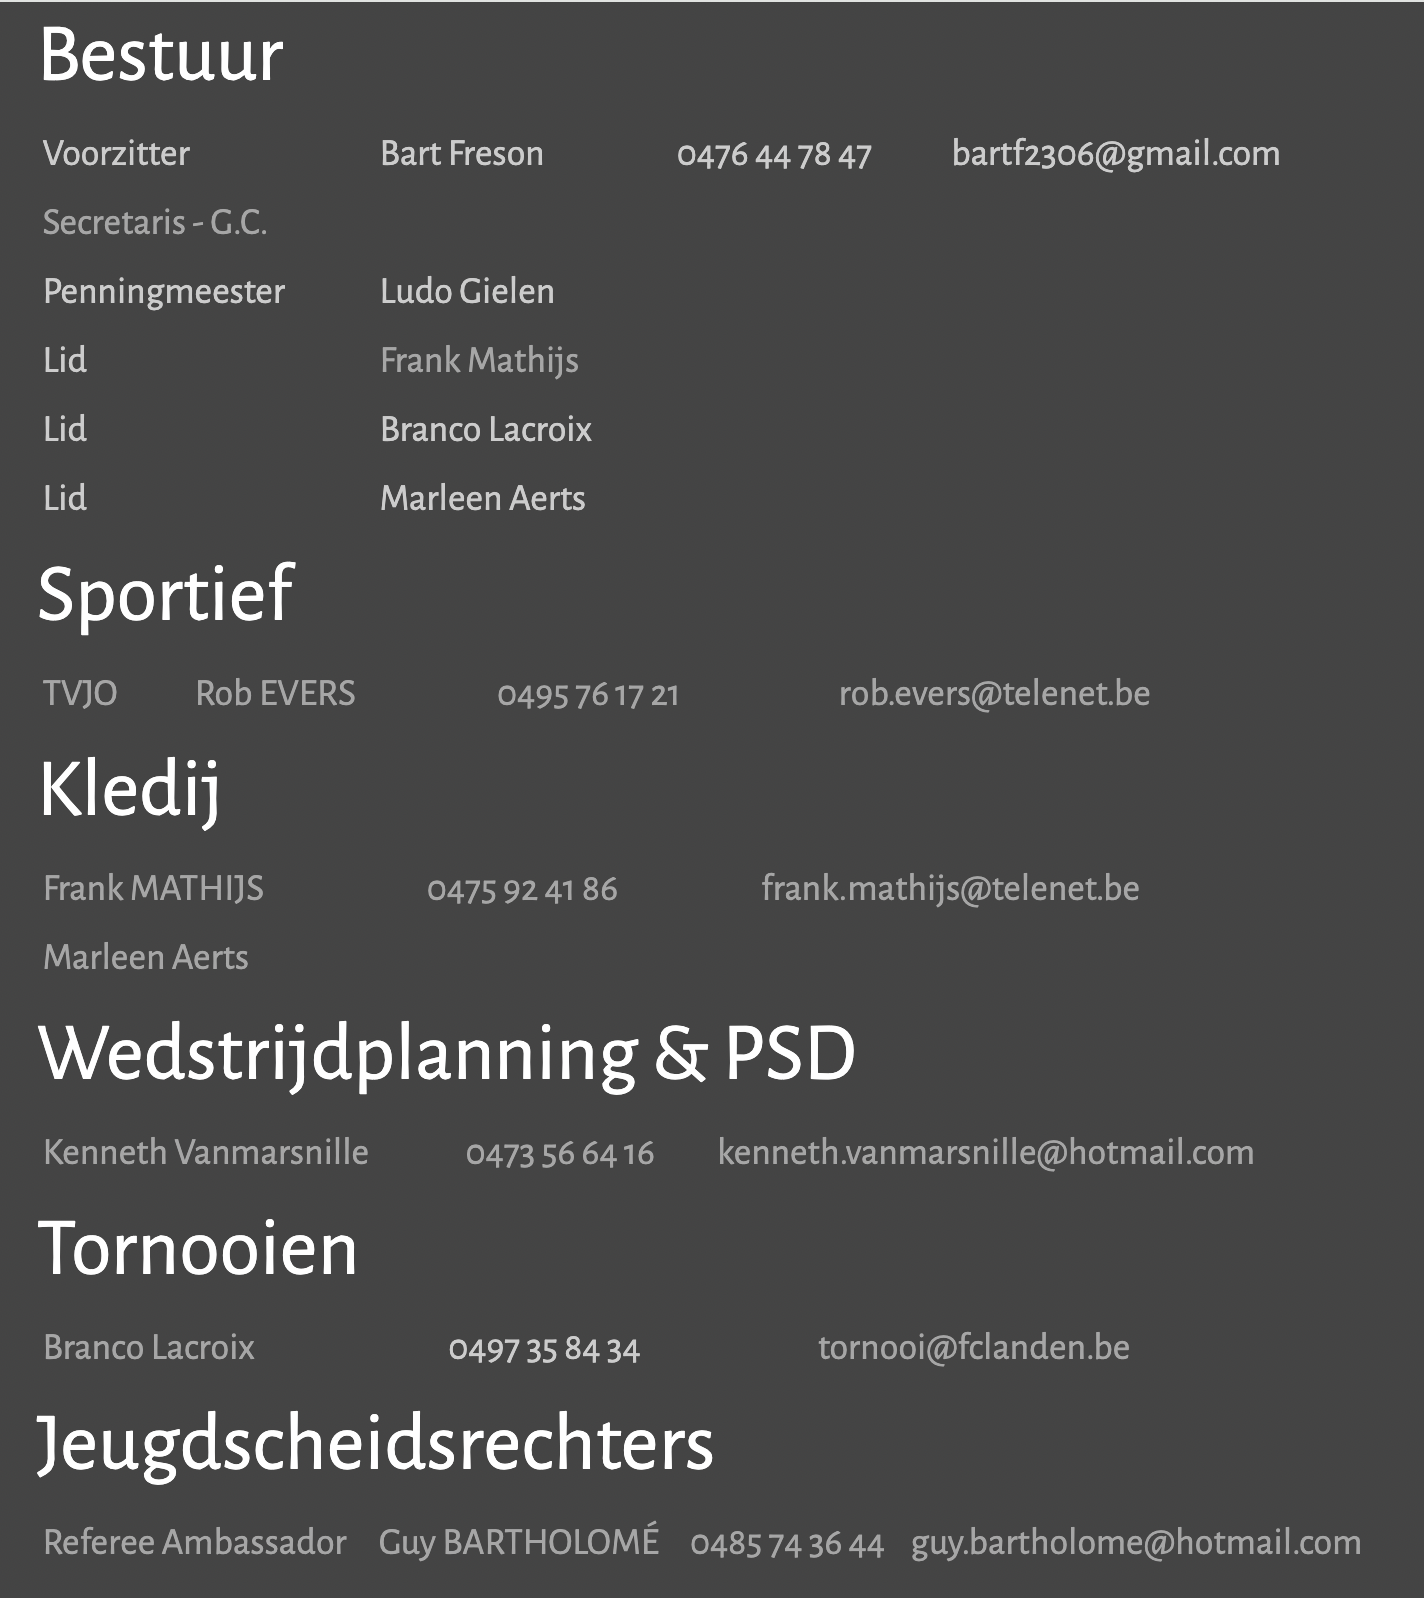 Bestuur
Voorzitter Bart Freson 0476 44 78 47 bartf2306@gmail.com
Secretaris - G.C.
Penningmeester Ludo Gielen
Lid Frank Mathijs
Lid Branco Lacroix
Lid Marleen Aerts
Sportief
TVJO Rob EVERS 0495 76 17 21 rob.evers@telenet.be
Kledij
Frank MATHIJS 0475 92 41 86 frank.mathijs@telenet.be
Marleen Aerts
Wedstrijdplanning & PSD
Kenneth Vanmarsnille 0473 56 64 16 kenneth.vanmarsnille@hotmail.com
Tornooien
Branco Lacroix 0497 35 84 34 tornooi@fclanden.be
Jeugdscheidsrechters
Referee Ambassador Guy BARTHOLOMÉ 0485 74 36 44 guy.bartholome@hotmail.com